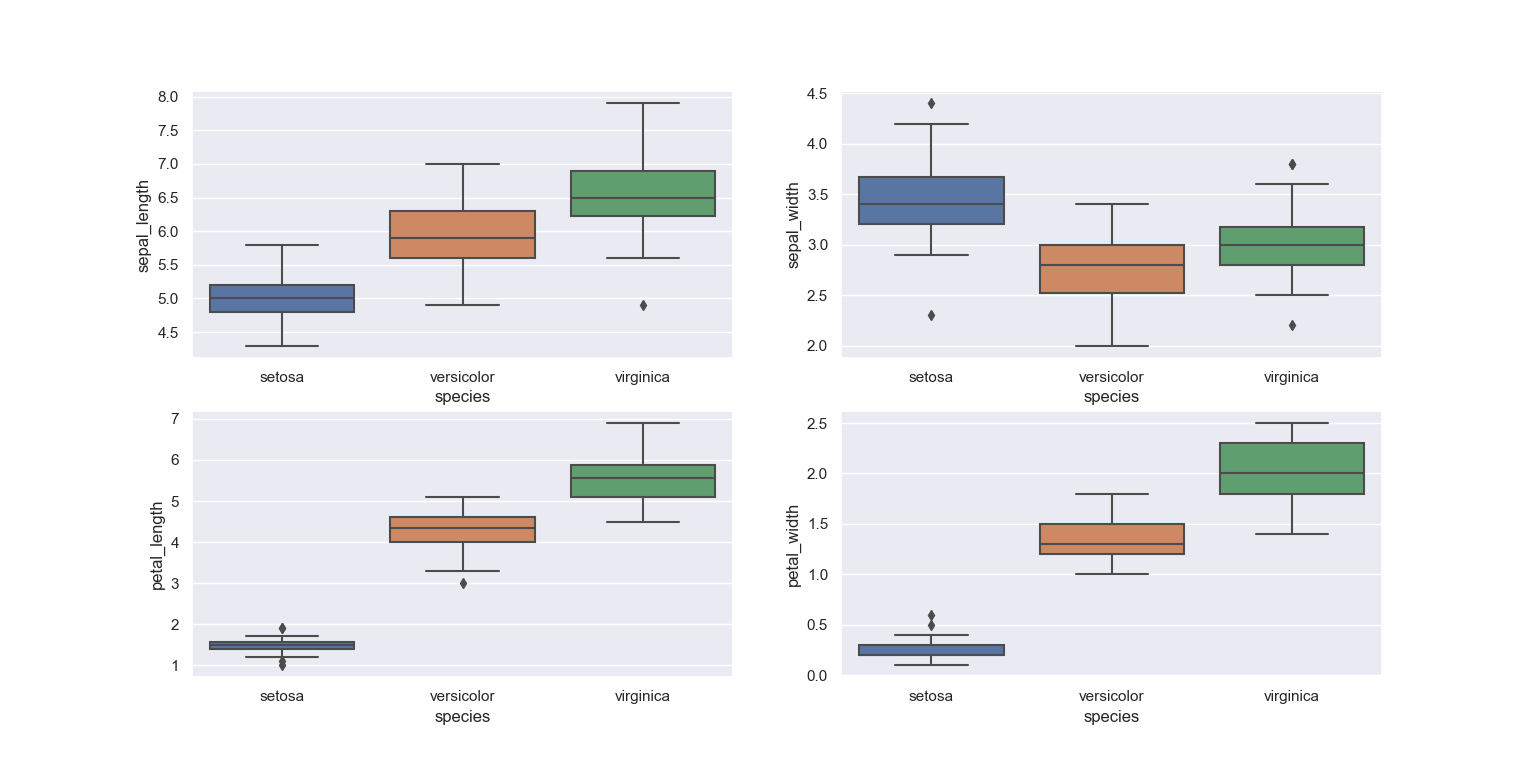 sepal_length
8.0
7.5
7.0
6.5
6.0
5.5
5.0
4.5
setosa versicolor virginica
species
sepal_width
4.5
4.0
3.5
3.0
2.5
2.0
setosa versicolor virginica
species
petal_length
7
6
5
4
3
2
1
setosa versicolor virginica
species
petal_width
2.5
2.0
1.5
1.0
0.5
0.0
setosa versicolor virginica
species